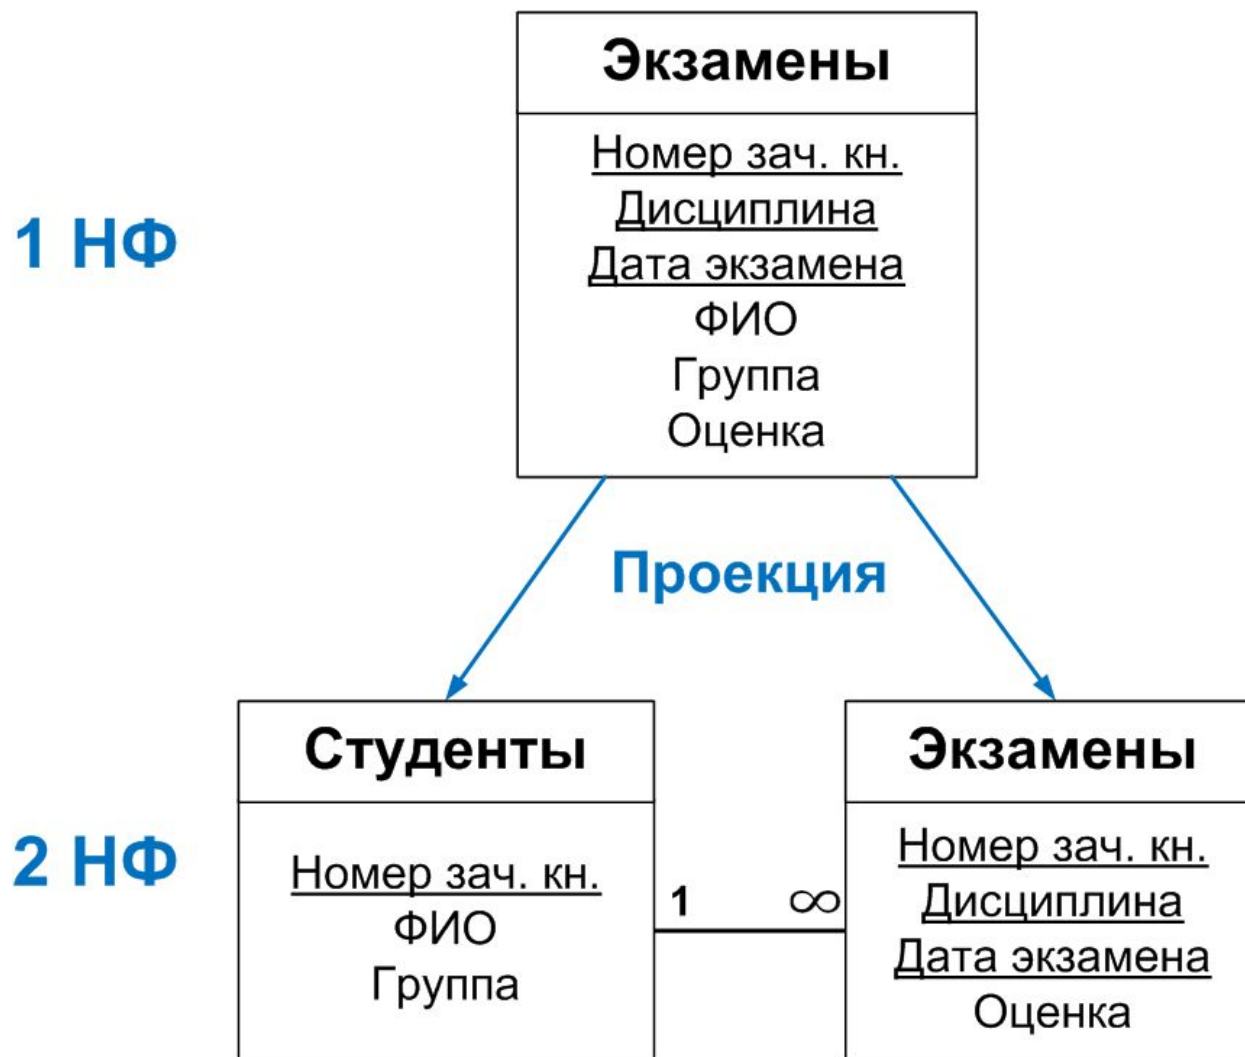 Экзамены
Номер зач. кн.
Дисциплина
Дата экзамена
ФИО
Группа
Оценка
1 НФ
Проекция
2 НФ
Студенты
Номер зач. кн.
ФИО
Группа
1 ∞
Экзамены
Номер зач. кн.
Дисциплина
Дата экзамена
Оценка